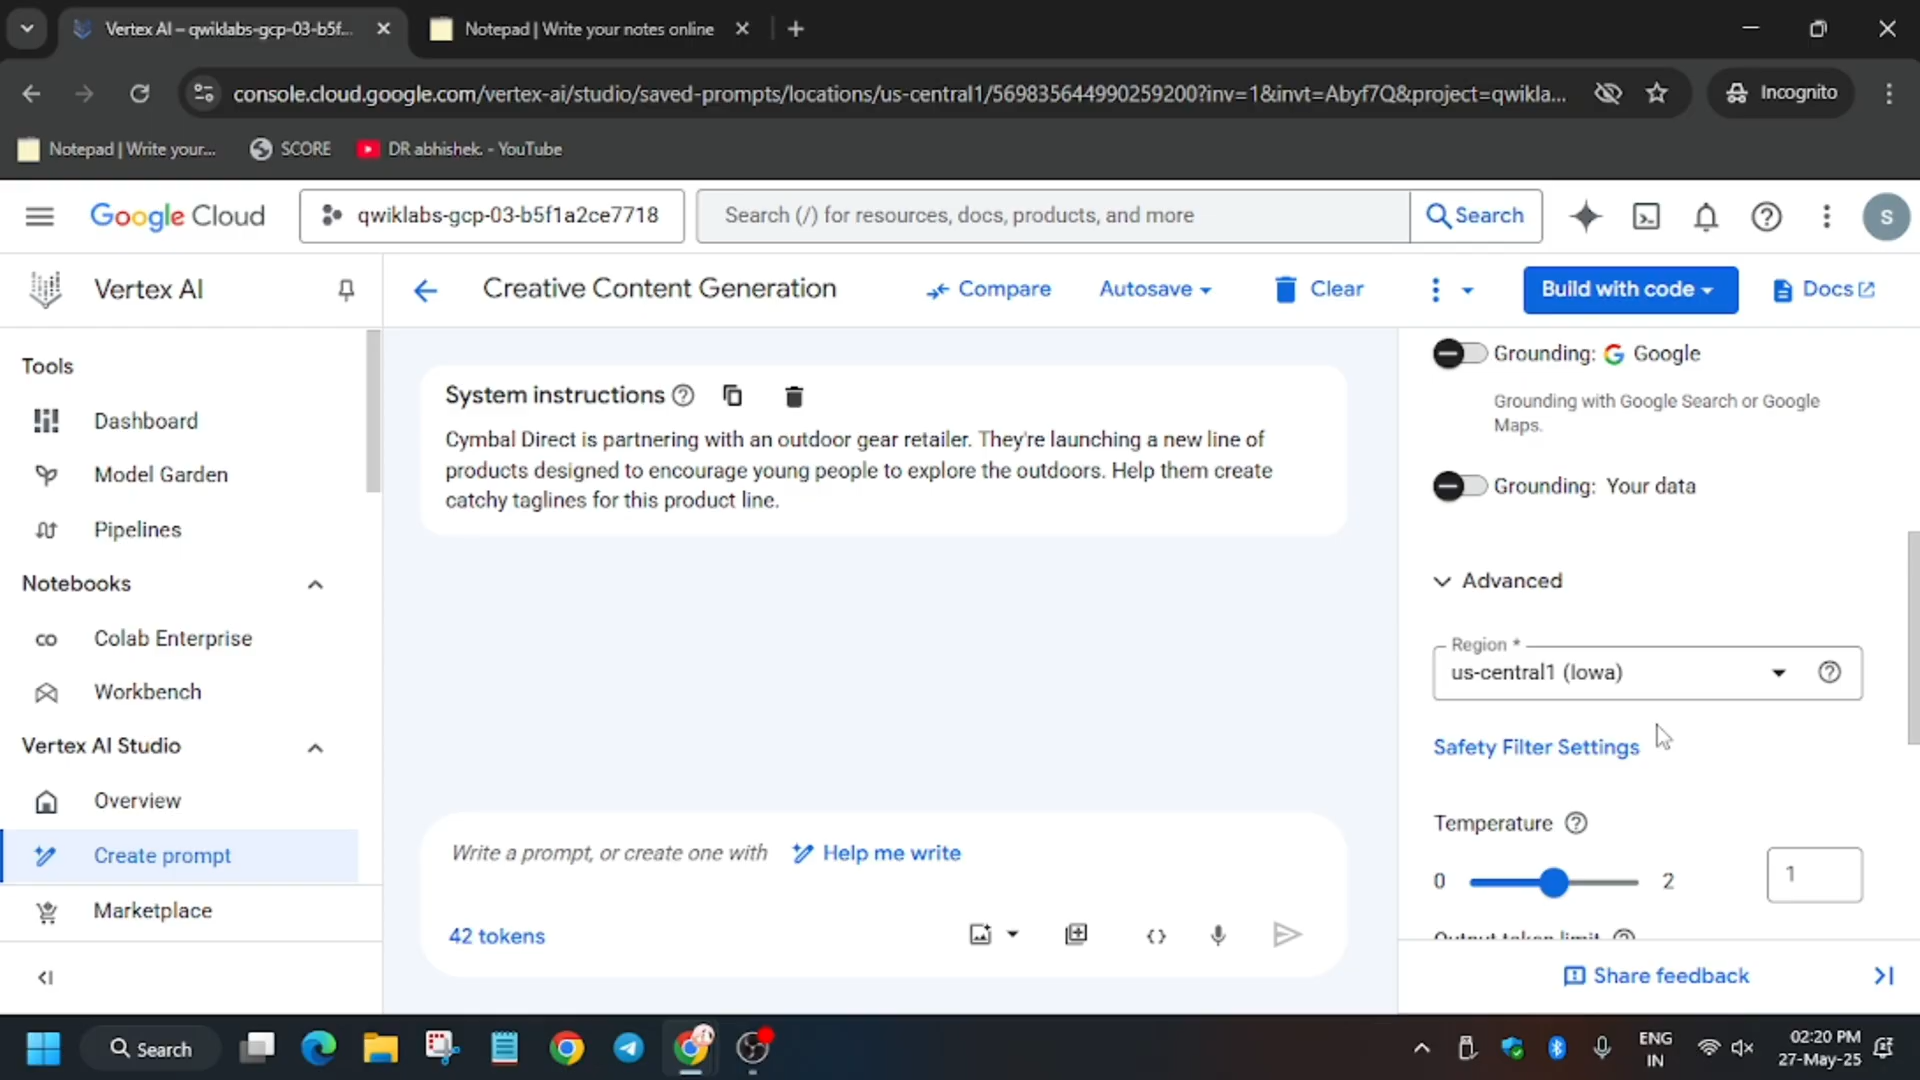 Vertex AI – qwiklabs-gcp-03-b5f...
Notepad | Write your notes online
console.cloud.google.com/vertex-ai/studio/saved-prompts/locations/us-central1/569835644990259200?inv=1&invt=Abyf7Q&project=qwikla...
Incognito
Notepad | Write your...
SCORE
DR abhishek. - YouTube
Google Cloud
qwiklabs-gcp-03-b5f1a2ce7718
Search (/) for resources, docs, products, and more
Search
S
Vertex AI
Creative Content Generation
Compare
Autosave
Clear
Build with code
Docs
Tools
Dashboard
Model Garden
Pipelines
Notebooks
Colab Enterprise
Workbench
Vertex AI Studio
Overview
Create prompt
Marketplace
System instructions
Cymbal Direct is partnering with an outdoor gear retailer. They're launching a new line of
products designed to encourage young people to explore the outdoors. Help them create
catchy taglines for this product line.
Write a prompt, or create one with Help me write
42 tokens
Grounding: Google
Grounding with Google Search or Google
Maps.
Grounding: Your data
Advanced
Region *
us-central1 (Iowa)
Safety Filter Settings
Temperature
0 2 1
Output token limit
Share feedback
Search
ENG
IN
02:20 PM
27-May-25